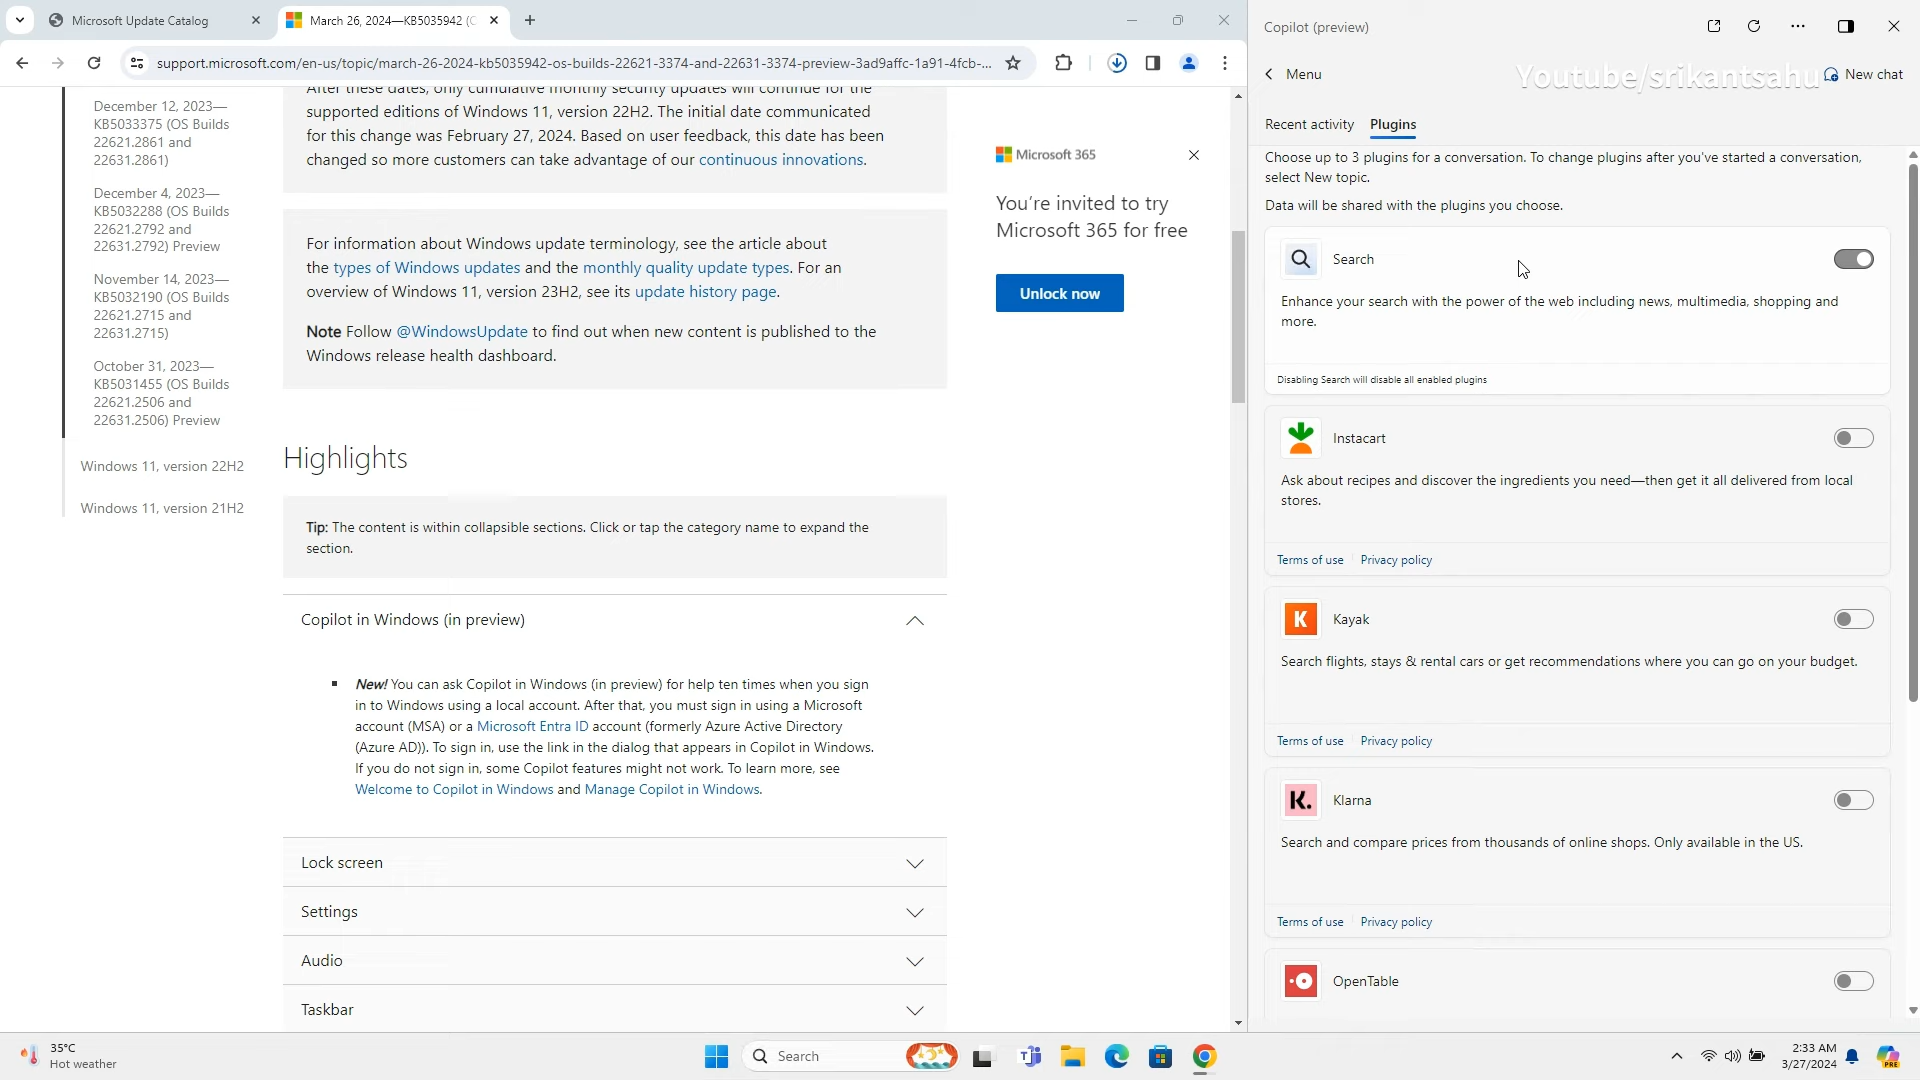 Microsoft Update Catalog
March 26, 2024—KB5035942 (C
support.microsoft.com/en-us/topic/march-26-2024-kb5035942-os-builds-22621-3374-and-22631-3374-preview-3ad9affc-1a91-4fcb-...
December 12, 2023—
KB5033375 (OS Builds
22621.2861 and
22631.2861)
December 4, 2023—
KB5032288 (OS Builds
22621.2792 and
22631.2792) Preview
November 14, 2023—
KB5032190 (OS Builds
22621.2715 and
22631.2715)
October 31, 2023—
KB5031455 (OS Builds
22621.2506 and
22631.2506) Preview
Windows 11, version 22H2
Windows 11, version 21H2
After these dates, only cumulative monthly security updates will continue for the
supported editions of Windows 11, version 22H2. The initial date communicated
for this change was February 27, 2024. Based on user feedback, this date has been
changed so more customers can take advantage of our continuous innovations.
For information about Windows update terminology, see the article about
the types of Windows updates and the monthly quality update types. For an
overview of Windows 11, version 23H2, see its update history page.
Note Follow @WindowsUpdate to find out when new content is published to the
Windows release health dashboard.
Highlights
Tip: The content is within collapsible sections. Click or tap the category name to expand the
section.
Copilot in Windows (in preview)
New! You can ask Copilot in Windows (in preview) for help ten times when you sign
in to Windows using a local account. After that, you must sign in using a Microsoft
account (MSA) or a Microsoft Entra ID account (formerly Azure Active Directory
(Azure AD)). To sign in, use the link in the dialog that appears in Copilot in Windows.
If you do not sign in, some Copilot features might not work. To learn more, see
Welcome to Copilot in Windows and Manage Copilot in Windows.
Lock screen
Settings
Audio
Taskbar
Microsoft 365
You're invited to try
Microsoft 365 for free
Unlock now
Copilot (preview)
Menu
Youtube/srikantsahu
New chat
Recent activity Plugins
Choose up to 3 plugins for a conversation. To change plugins after you've started a conversation,
select New topic.
Data will be shared with the plugins you choose.
Search
Enhance your search with the power of the web including news, multimedia, shopping and
more.
Disabling Search will disable all enabled plugins
Instacart
Ask about recipes and discover the ingredients you need—then get it all delivered from local
stores.
Terms of use Privacy policy
K
Kayak
Search flights, stays & rental cars or get recommendations where you can go on your budget.
Terms of use Privacy policy
K.
Klarna
Search and compare prices from thousands of online shops. Only available in the US.
Terms of use Privacy policy
OpenTable
35°C
Hot weather
Search
2:33 AM
3/27/2024
PRE